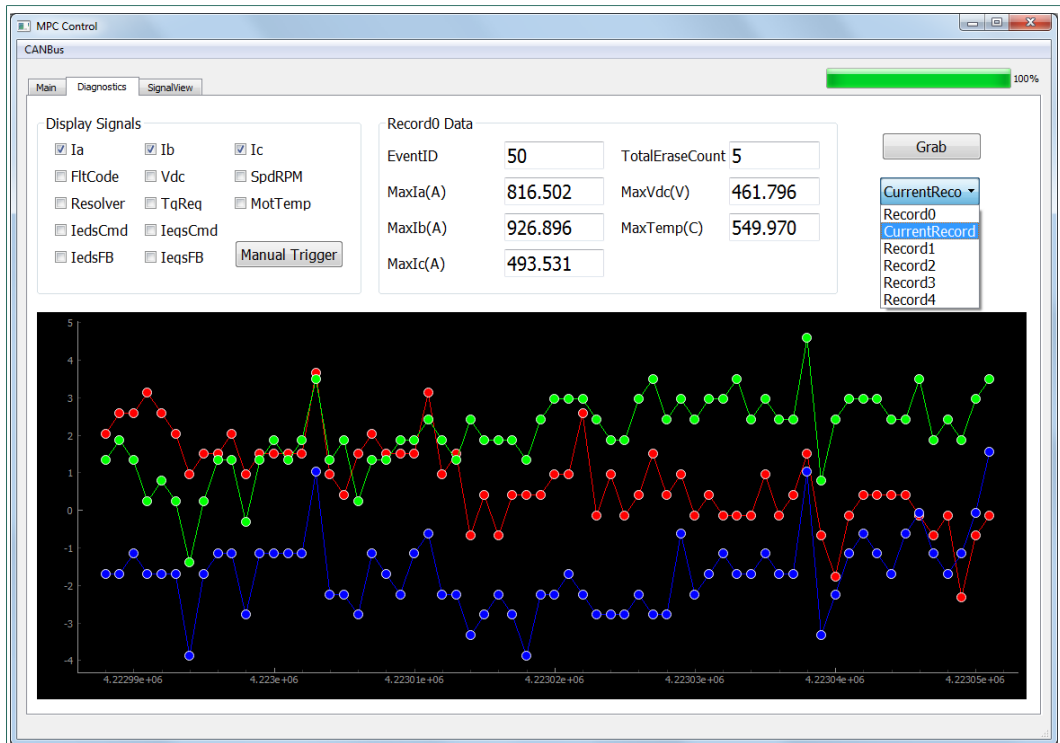 MPC Control
CANBus
Main Diagnostics SignalView
100%
Display Signals
Ia Ib Ic
FltCode Vdc SpdRPM
Resolver TqReq MotTemp
IedsCmd IeqsCmd
IedsFB IeqsFB Manual Trigger
Record0 Data
EventID 50 TotalEraseCount 5
MaxIa(A) 816.502 MaxVdc(V) 461.796
MaxIb(A) 926.896 MaxTemp(C) 549.970
MaxIc(A) 493.531
Grab
CurrentReco
Record0
CurrentRecord
Record1
Record2
Record3
Record4
5
4
3
2
1
0
-1
-2
-3
-4
4.22299e+06 4.223e+06 4.22301e+06 4.22302e+06 4.22303e+06 4.22304e+06 4.22305e+06